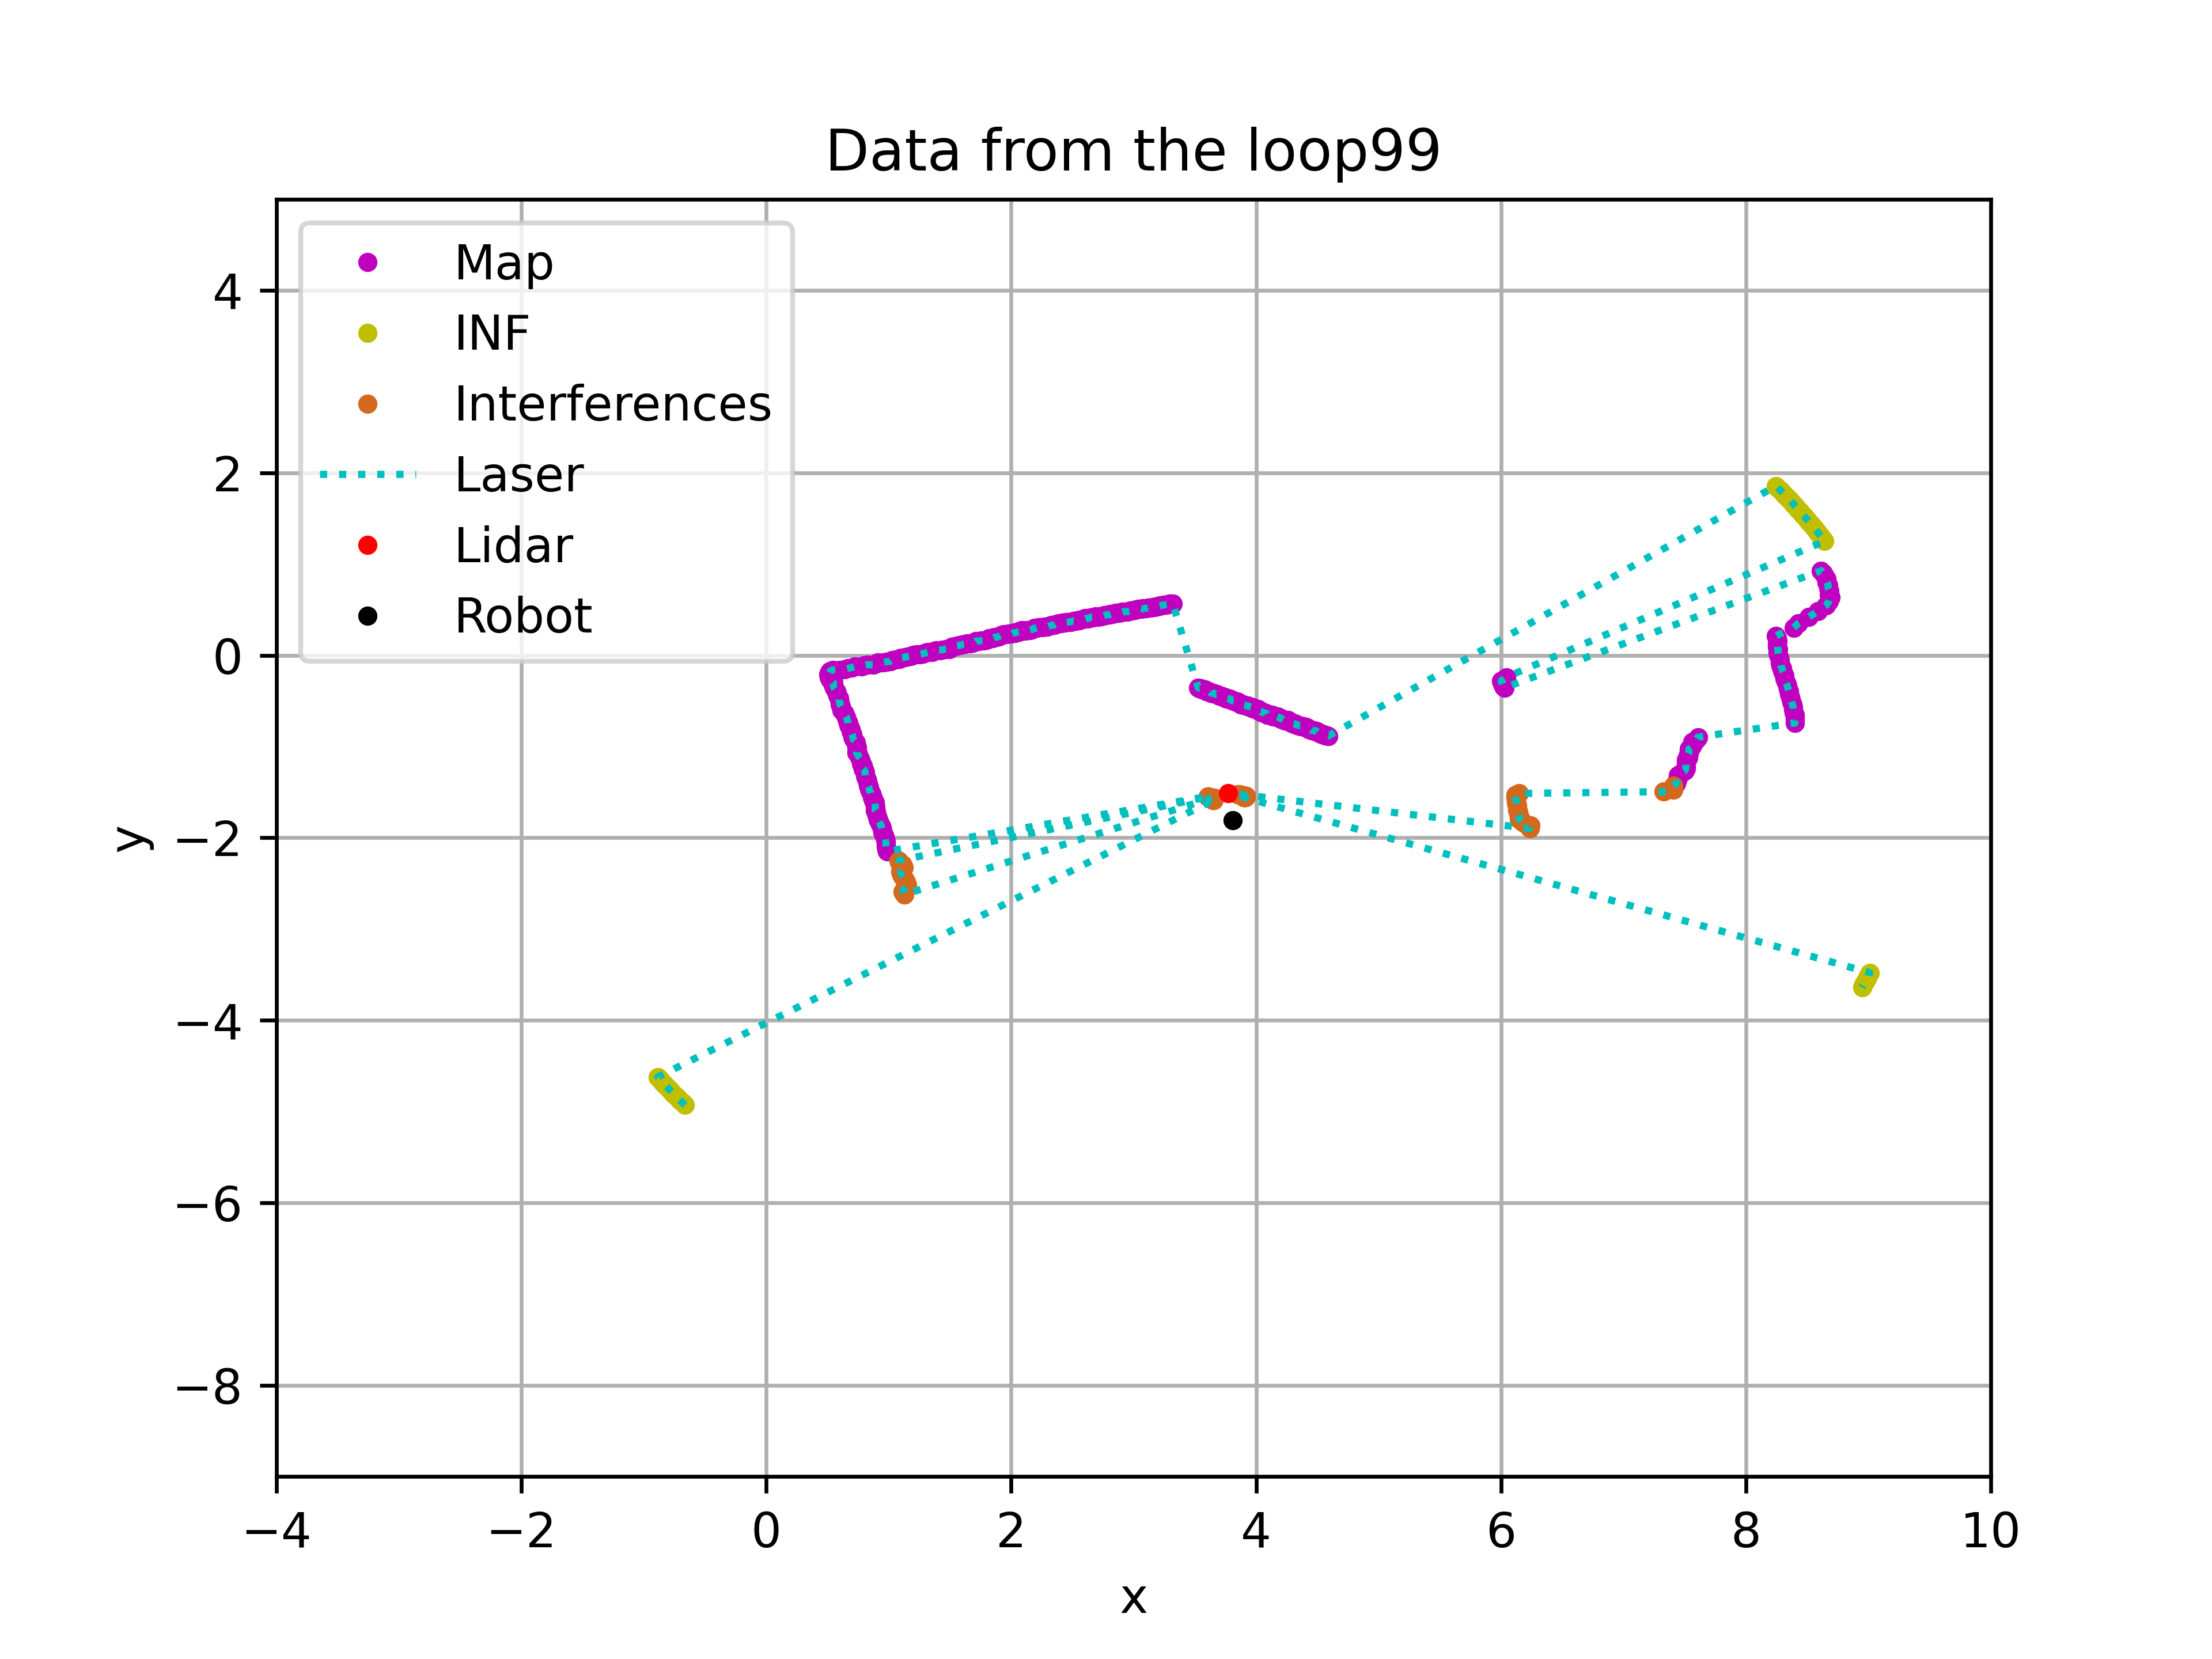 Data from the loop99
Map
INF
Interferences
Laser
Lidar
Robot
4
2
0
−2
−4
−6
−8
y
−4 −2 0 2 4 6 8 10
x